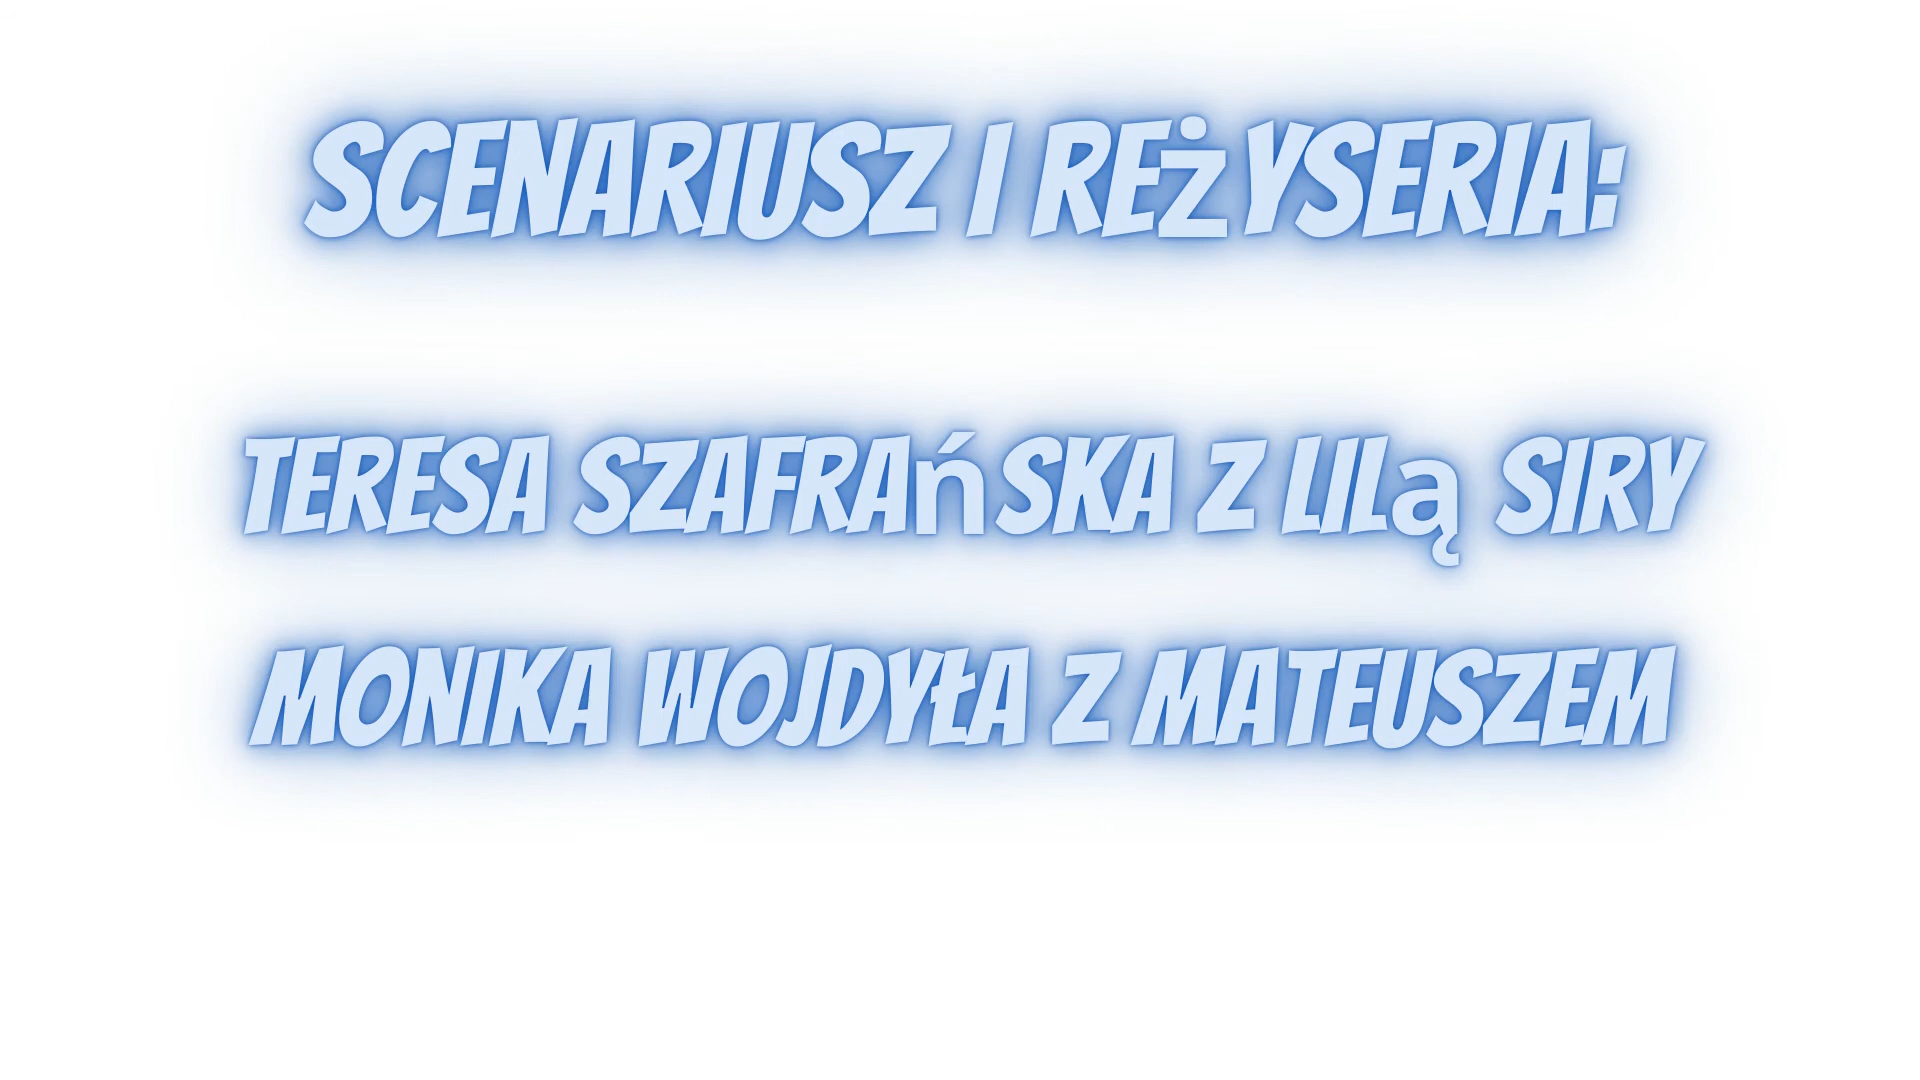 SCENARIUSZ I REżYSERIA:
TERESA SZAFRAńSKA Z LILą SIRY
MONIKA WOJDYŁA Z MATEUSZEM